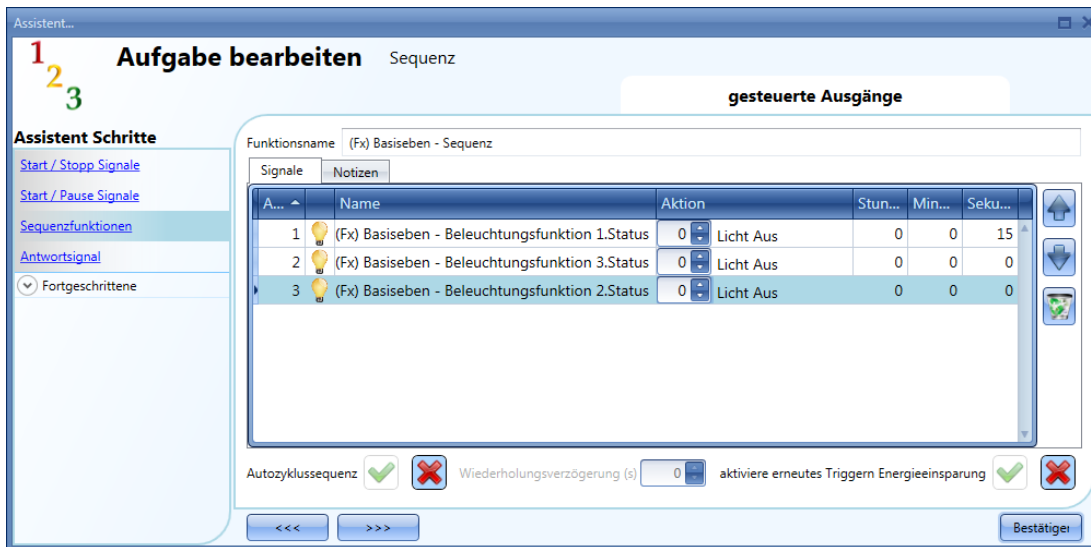 Assistent...
1 2 3
Aufgabe bearbeiten Sequenz
gesteuerte Ausgänge
Assistent Schritte
Start / Stopp Signale
Start / Pause Signale
Sequenzfunktionen
Antwortsignal
Fortgeschrittene
Funktionsname (Fx) Basiseben - Sequenz
Signale Notizen
A... Name Aktion Stun... Min... Seku...
1 (Fx) Basiseben - Beleuchtungsfunktion 1.Status 0 Licht Aus 0 0 15
2 (Fx) Basiseben - Beleuchtungsfunktion 3.Status 0 Licht Aus 0 0 0
3 (Fx) Basiseben - Beleuchtungsfunktion 2.Status 0 Licht Aus 0 0 0
Autozyklussequenz Wiederholungsverzögerung (s) 0 aktiviere erneutes Triggern Energieeinsparung
<<< >>> Bestätiger